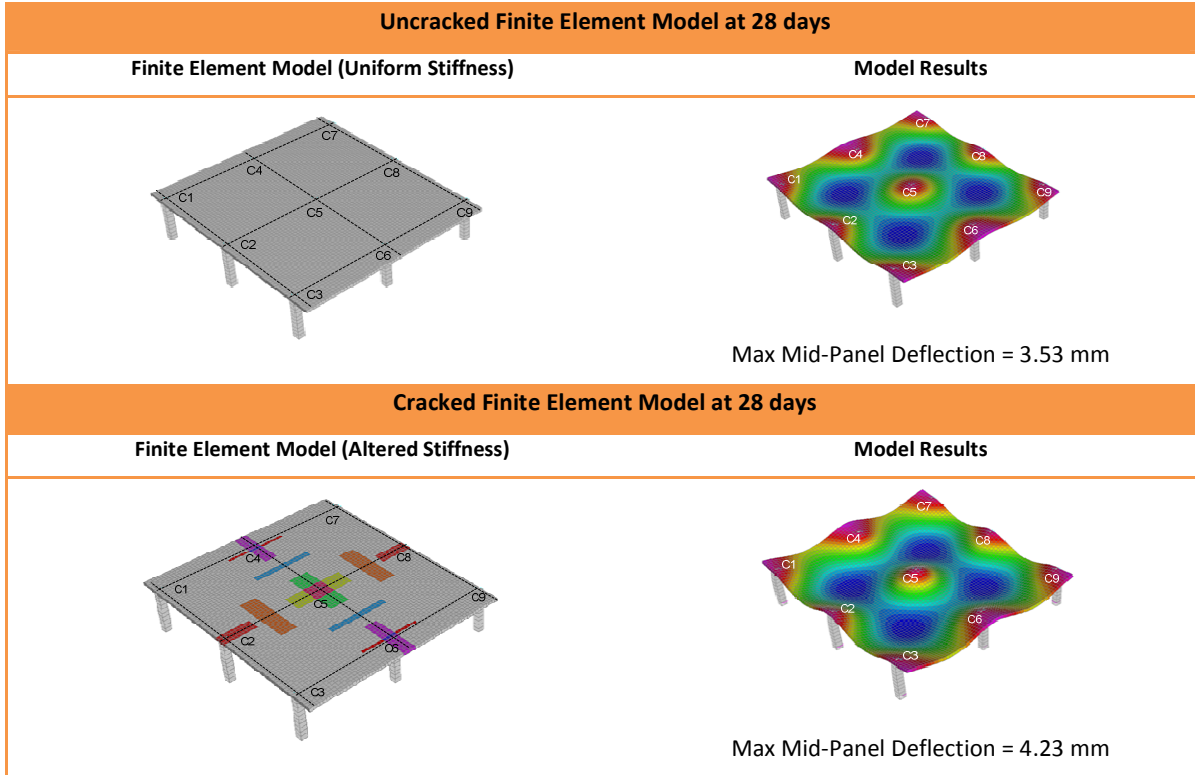 Uncracked Finite Element Model at 28 days
Finite Element Model (Uniform Stiffness)
Model Results
C7
C4
C8
C1
C5
C9
C2
C6
C3
C7
C4
C8
C1
C5
C9
C2
C6
C3
Max Mid-Panel Deflection = 3.53 mm
Cracked Finite Element Model at 28 days
Finite Element Model (Altered Stiffness)
Model Results
C7
C4
C8
C1
C5
C9
C2
C6
C3
C7
C4
C8
C1
C5
C9
C2
C6
C3
Max Mid-Panel Deflection = 4.23 mm